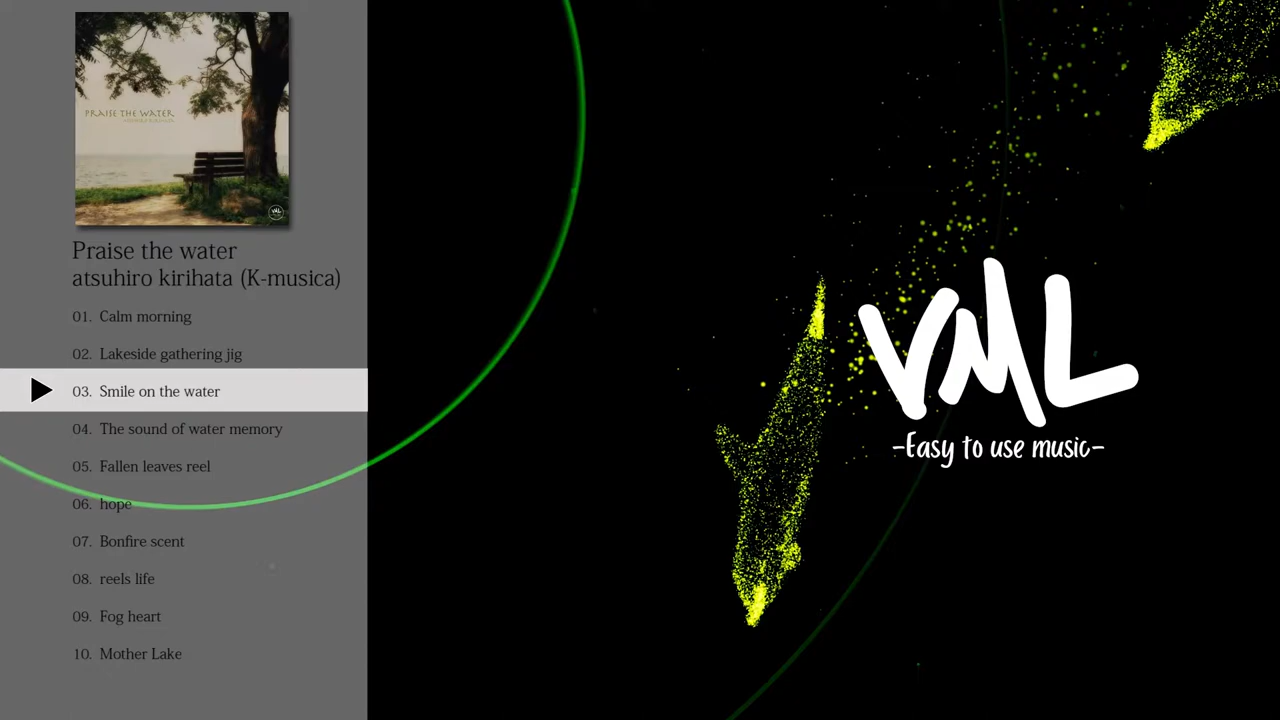 PRAISE THE WATER
VML
Praise the water
atsuhiro kirihata (K-musica)
01. Calm morning
02. Lakeside gathering jig
03. Smile on the water
04. The sound of water memory
05. Fallen leaves reel
06. hope
07. Bonfire scent
08. reels life
09. Fog heart
10. Mother Lake
VML
-Easy to use music-